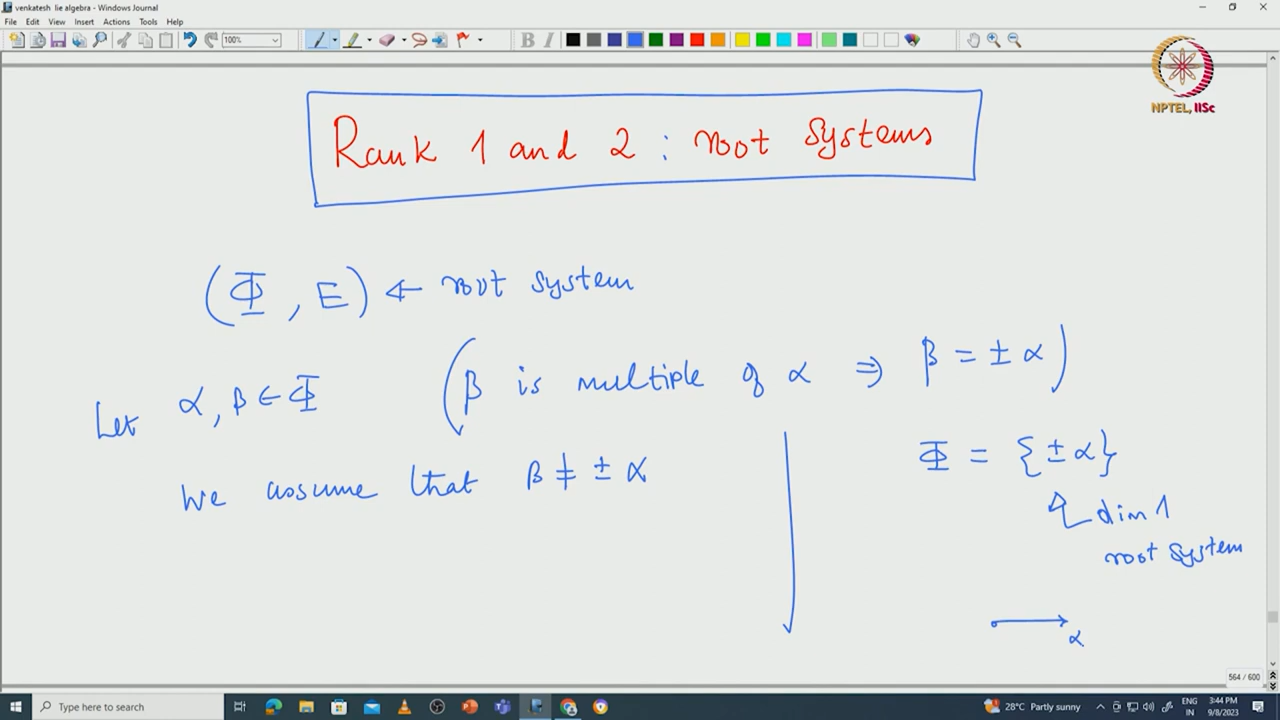 venkatesh lie algebra - Windows Journal
File Edit View Insert Actions Tools Help
100%
B I
NPTEL, IISc
Rank 1 and 2 : root Systems
(Φ, E) ← root system
Let α, β ∈ Φ (β is multiple of α ⇒ β = ± α)
We assume that β ≠ ± α
Φ = {± α}
dim 1
root system
α
564 / 600
Type here to search
28°C Partly sunny
ENG
IN
3:44 PM
9/8/2023